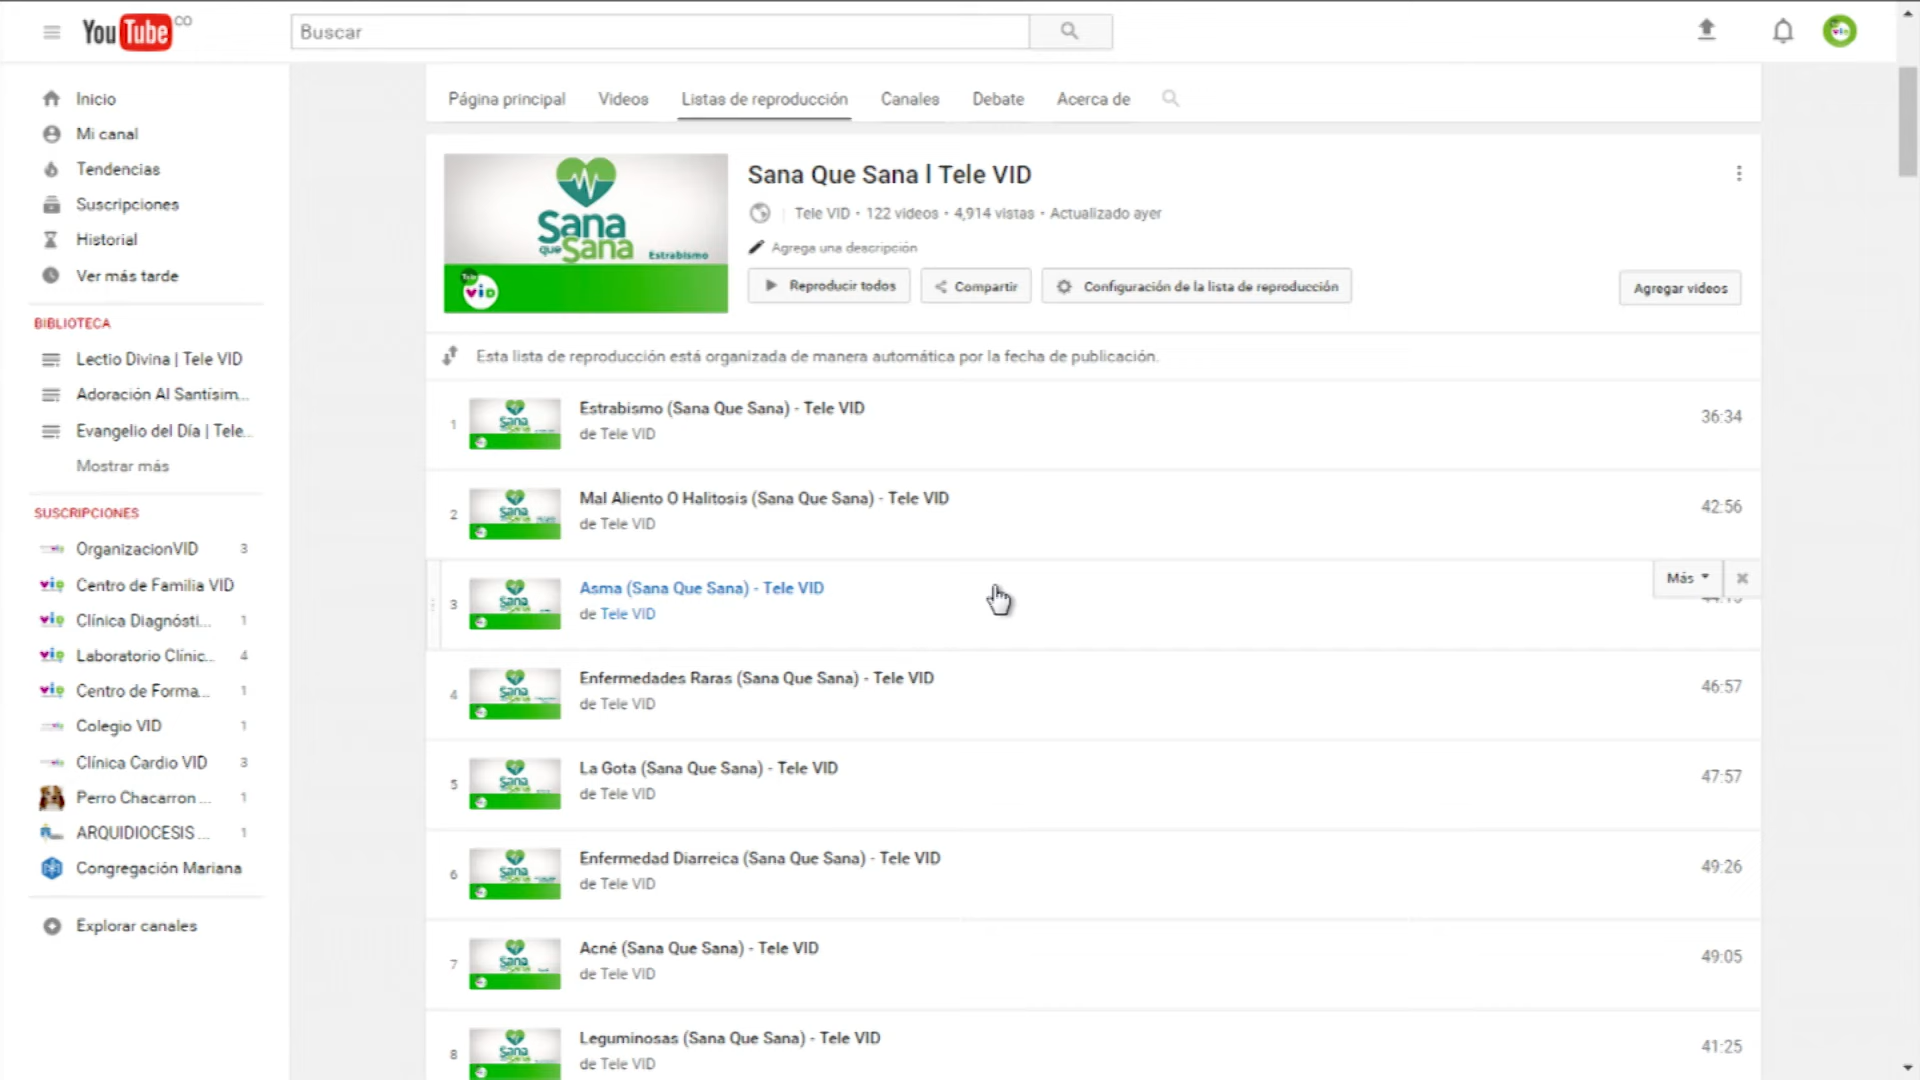 YouTube CO
Buscar
Inicio
Mi canal
Tendencias
Suscripciones
Historial
Ver más tarde
BIBLIOTECA
Lectio Divina | Tele VID
Adoración Al Santísim...
Evangelio del Día | Tele...
Mostrar más
SUSCRIPCIONES
OrganizacionVID 3
Centro de Familia VID
Clínica Diagnósti... 1
Laboratorio Clínic... 4
Centro de Forma... 1
Colegio VID 1
Clínica Cardio VID 3
Perro Chacarron ... 1
ARQUIDIOCESIS ... 1
Congregación Mariana
Explorar canales
Página principal Videos Listas de reproducción Canales Debate Acerca de
Sana
que Sana
Estrabismo
Tele
VID
Sana Que Sana l Tele VID
Tele VID • 122 videos • 4,914 vistas • Actualizado ayer
Agrega una descripción
Reproducir todos Compartir Configuración de la lista de reproducción Agregar videos
Esta lista de reproducción está organizada de manera automática por la fecha de publicación.
1 Estrabismo (Sana Que Sana) - Tele VID 36:34
de Tele VID
2 Mal Aliento O Halitosis (Sana Que Sana) - Tele VID 42:56
de Tele VID
3 Asma (Sana Que Sana) - Tele VID Más
de Tele VID
4 Enfermedades Raras (Sana Que Sana) - Tele VID 46:57
de Tele VID
5 La Gota (Sana Que Sana) - Tele VID 47:57
de Tele VID
6 Enfermedad Diarreica (Sana Que Sana) - Tele VID 49:26
de Tele VID
7 Acné (Sana Que Sana) - Tele VID 49:05
de Tele VID
8 Leguminosas (Sana Que Sana) - Tele VID 41:25
de Tele VID